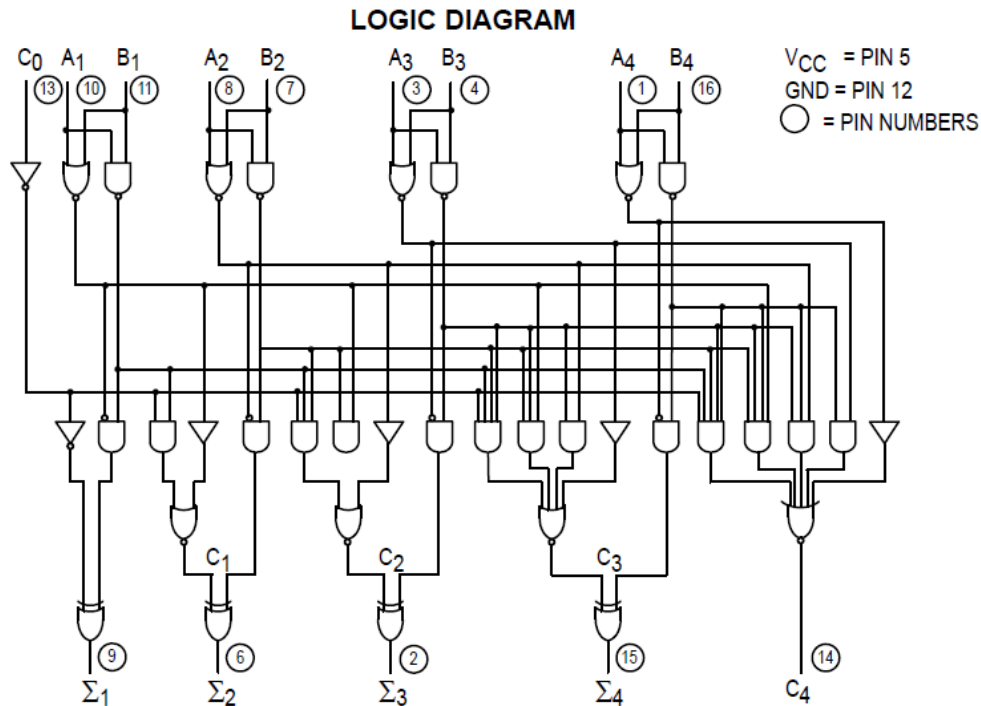 LOGIC DIAGRAM
C0 A1 B1 A2 B2 A3 B3 A4 B4
13 10 11 8 7 3 4 1 16
VCC = PIN 5
GND = PIN 12
= PIN NUMBERS
C1 C2 C3
9 6 2 15 14
Σ1 Σ2 Σ3 Σ4 C4